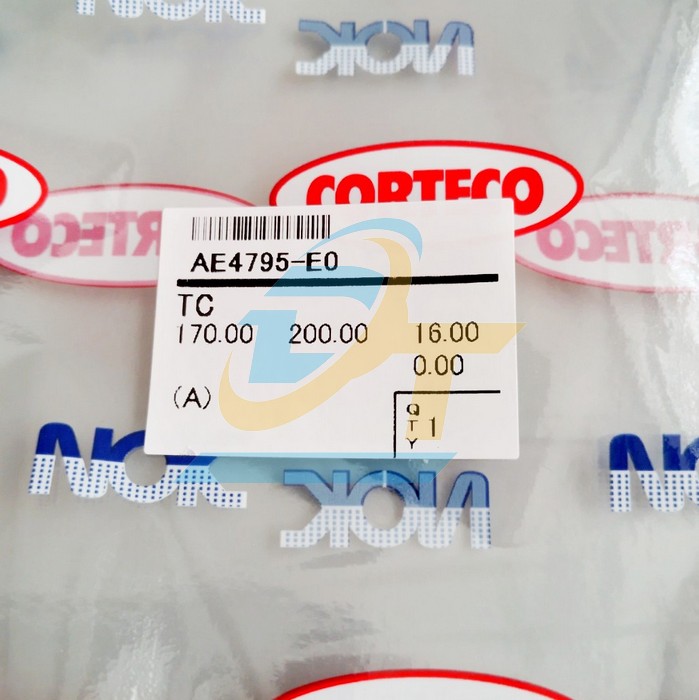 NOK
CORTECO
CORTECO
CORTECO
AE4795-E0
TC
170.00 200.00 16.00
0.00
(A)
QTY 1
NOK
NOK